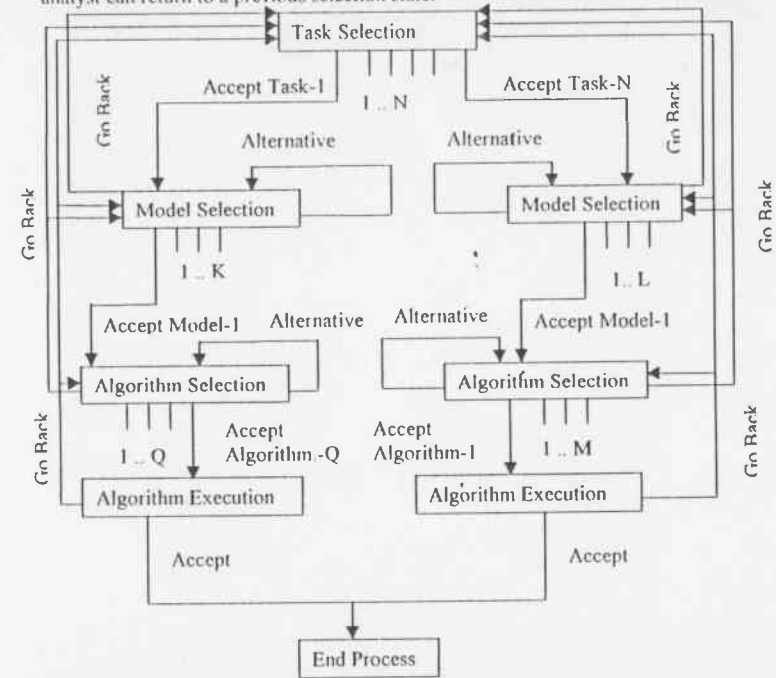 analyst can return to a previous selection state.
Task Selection
Accept Task-1
Accept Task-N
1 .. N
Go Back
Go Back
Alternative
Alternative
Model Selection
Model Selection
Go Back
Go Back
1 .. K
1 .. L
Accept Model-1
Alternative
Alternative
Accept Model-1
Algorithm Selection
Algorithm Selection
Go Back
Go Back
1 .. Q
Accept
Algorithm.-Q
Accept
Algorithm-1
1 .. M
Algorithm Execution
Algorithm Execution
Accept
Accept
End Process